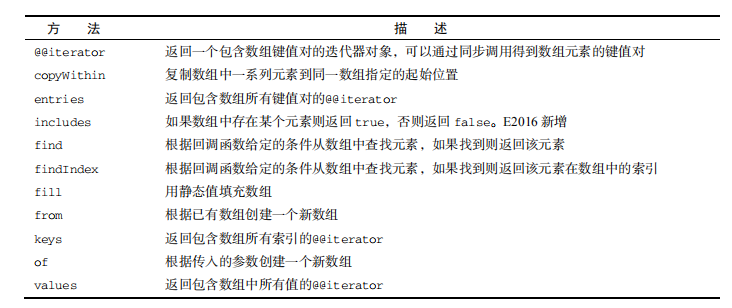 方 法 描 述
@@iterator 返回一个包含数组键值对的迭代器对象，可以通过同步调用得到数组元素的键值对
copyWithin 复制数组中一系列元素到同一数组指定的起始位置
entries 返回包含数组所有键值对的@@iterator
includes 如果数组中存在某个元素则返回 true，否则返回 false。E2016 新增
find 根据回调函数给定的条件从数组中查找元素，如果找到则返回该元素
findIndex 根据回调函数给定的条件从数组中查找元素，如果找到则返回该元素在数组中的索引
fill 用静态值填充数组
from 根据已有数组创建一个新数组
keys 返回包含数组所有索引的@@iterator
of 根据传入的参数创建一个新数组
values 返回包含数组中所有值的@@iterator